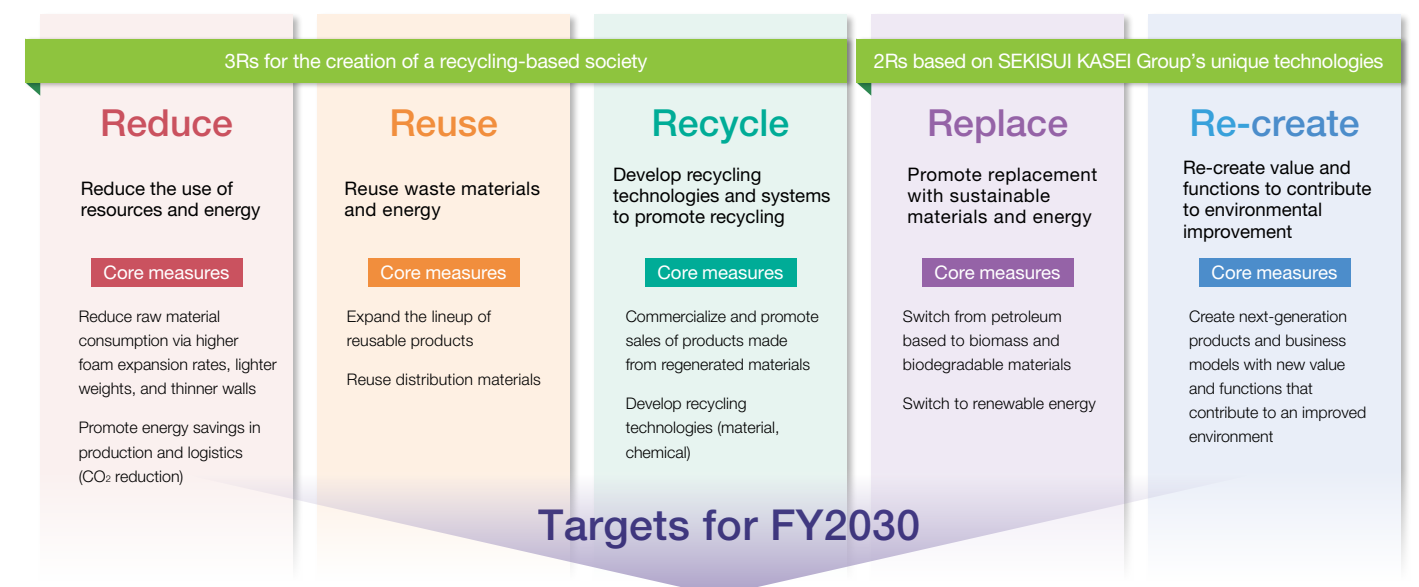 3Rs for the creation of a recycling-based society
2Rs based on SEKISUI KASEI Group's unique technologies
Reduce
Reduce the use of
resources and energy
Core measures
Reduce raw material
consumption via higher
foam expansion rates, lighter
weights, and thinner walls
Promote energy savings in
production and logistics
(CO₂ reduction)
Reuse
Reuse waste materials
and energy
Core measures
Expand the lineup of
reusable products
Reuse distribution materials
Recycle
Develop recycling
technologies and systems
to promote recycling
Core measures
Commercialize and promote
sales of products made
from regenerated materials
Develop recycling
technologies (material,
chemical)
Replace
Promote replacement
with sustainable
materials and energy
Core measures
Switch from petroleum
based to biomass and
biodegradable materials
Switch to renewable energy
Re-create
Re-create value and
functions to contribute
to environmental
improvement
Core measures
Create next-generation
products and business
models with new value
and functions that
contribute to an improved
environment
Targets for FY2030